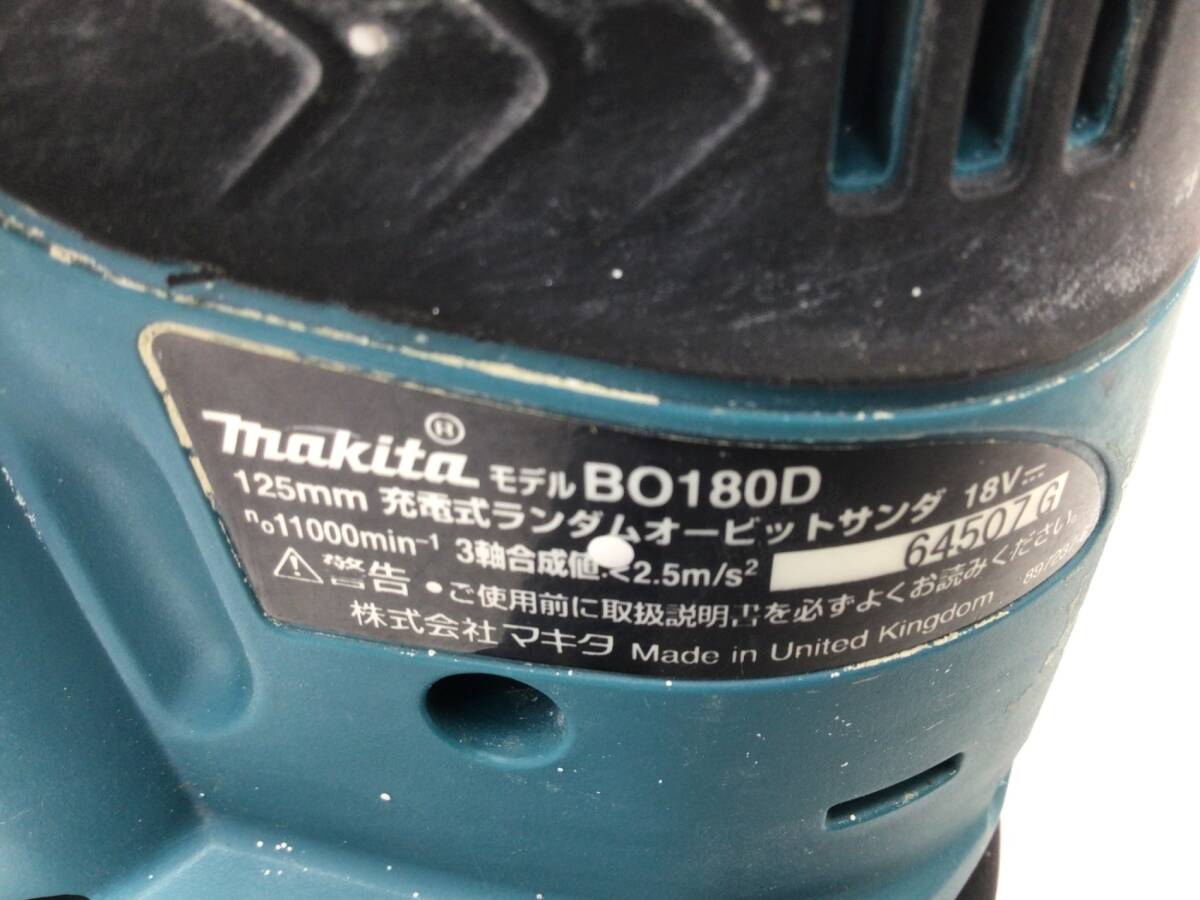 makita® モデル BO180D
125mm 充電式ランダムオービットサンダ 18V⎓
n₀11000min⁻¹ 3軸合成値:<2.5m/s² 64507G
⚠警告 •ご使用前に取扱説明書を必ずよくお読みください。
株式会社マキタ Made in United Kingdom